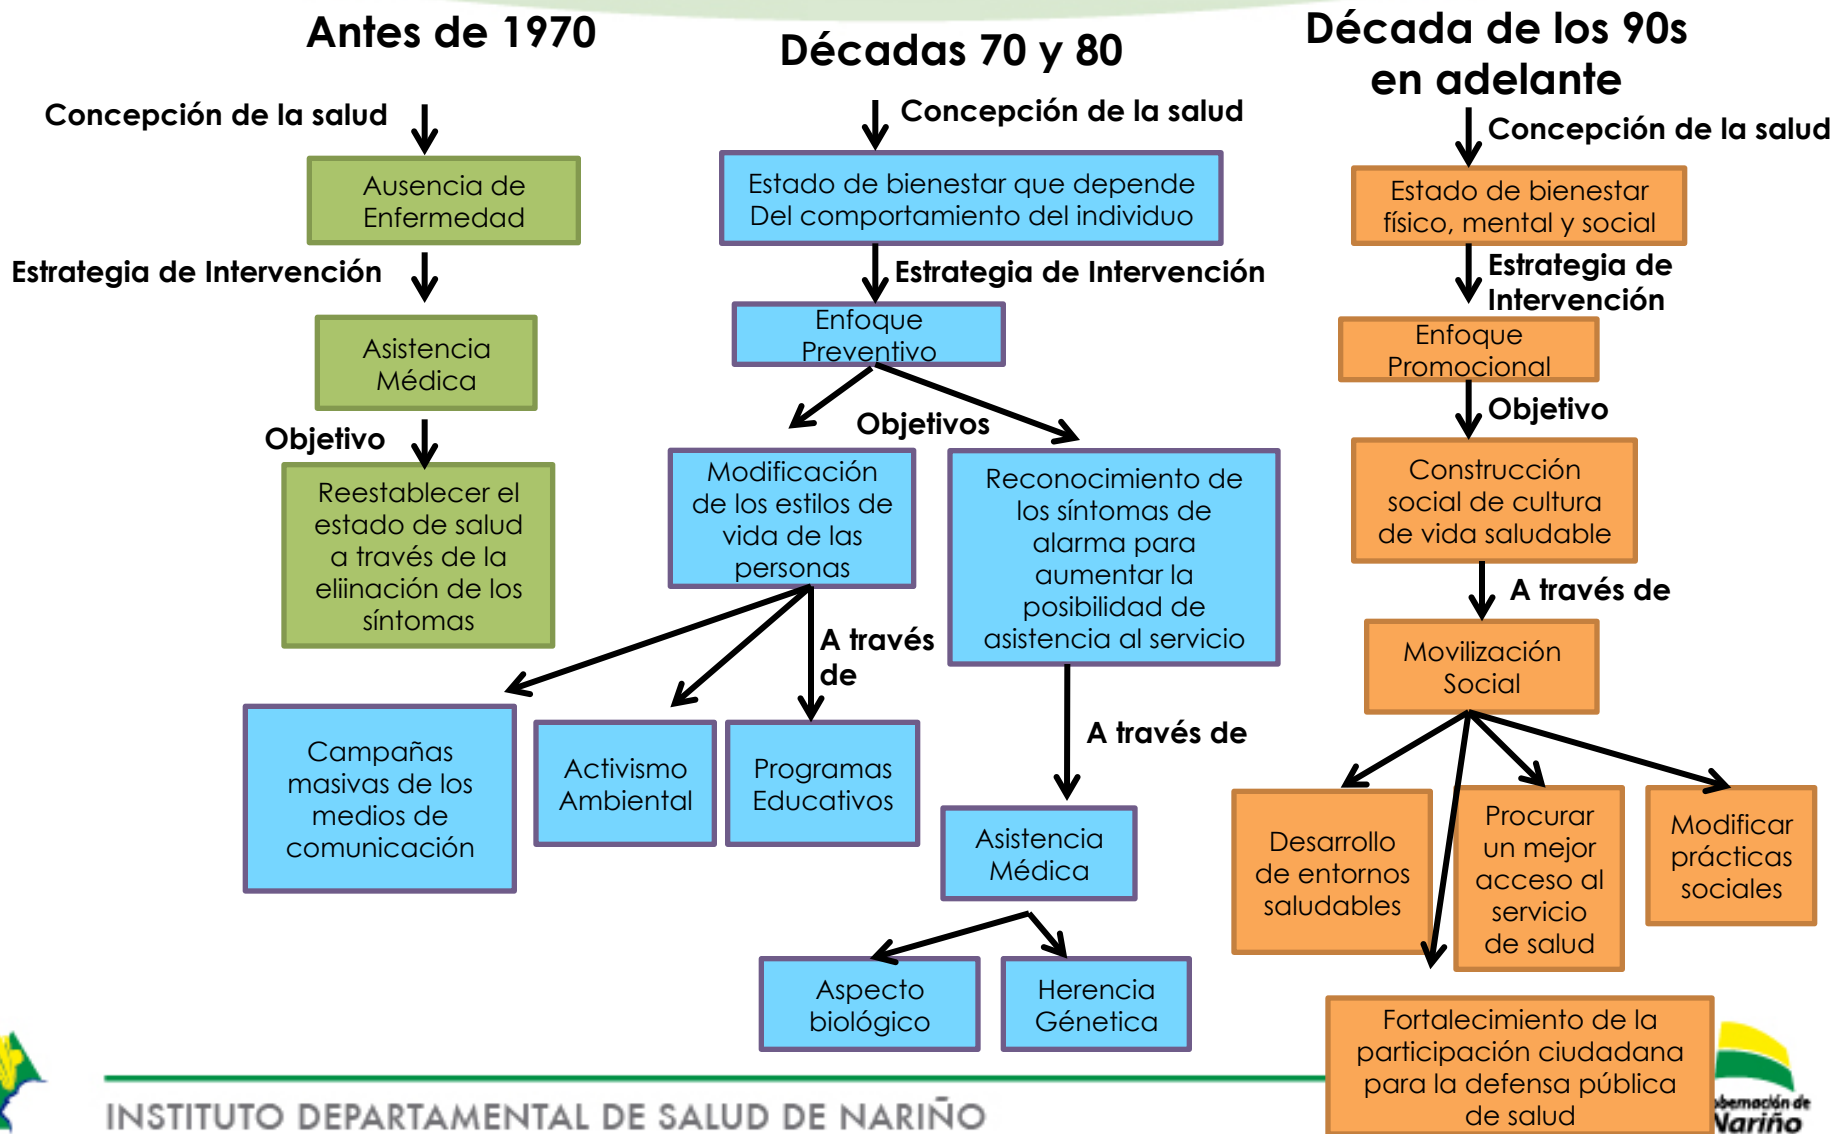 Antes de 1970
Concepción de la salud
Ausencia de
Enfermedad
Estrategia de Intervención
Asistencia
Médica
Objetivo
Reestablecer el
estado de salud
a través de la
eliinación de los
síntomas
Décadas 70 y 80
Concepción de la salud
Estado de bienestar que depende
Del comportamiento del individuo
Estrategia de Intervención
Enfoque
Preventivo
Objetivos
Modificación
de los estilos de
vida de las
personas
A través
de
Campañas
masivas de los
medios de
comunicación
Activismo
Ambiental
Programas
Educativos
Reconocimiento de
los síntomas de
alarma para
aumentar la
posibilidad de
asistencia al servicio
A través de
Asistencia
Médica
Aspecto
biológico
Herencia
Génetica
Década de los 90s
en adelante
Concepción de la salud
Estado de bienestar
físico, mental y social
Estrategia de
Intervención
Enfoque
Promocional
Objetivo
Construcción
social de cultura
de vida saludable
A través de
Movilización
Social
Desarrollo
de entornos
saludables
Procurar
un mejor
acceso al
servicio
de salud
Modificar
prácticas
sociales
Fortalecimiento de la
participación ciudadana
para la defensa pública
de salud
INSTITUTO DEPARTAMENTAL DE SALUD DE NARIÑO
obernación de
Nariño